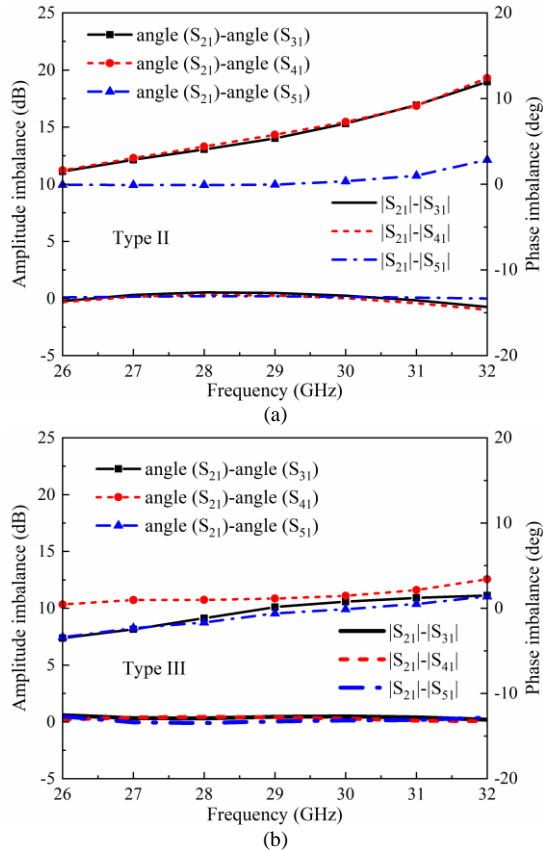 25
20
15
10
5
0
-5
Amplitude imbalance (dB)
angle (S21)-angle (S31)
angle (S21)-angle (S41)
angle (S21)-angle (S51)
Type II
|S21|-|S31|
|S21|-|S41|
|S21|-|S51|
20
10
0
-10
-20
Phase imbalance (deg)
26 27 28 29 30 31 32
Frequency (GHz)
(a)
25
20
15
10
5
0
-5
Amplitude imbalance (dB)
angle (S21)-angle (S31)
angle (S21)-angle (S41)
angle (S21)-angle (S51)
Type III
|S21|-|S31|
|S21|-|S41|
|S21|-|S51|
20
10
0
-10
-20
Phase imbalance (deg)
26 27 28 29 30 31 32
Frequency (GHz)
(b)